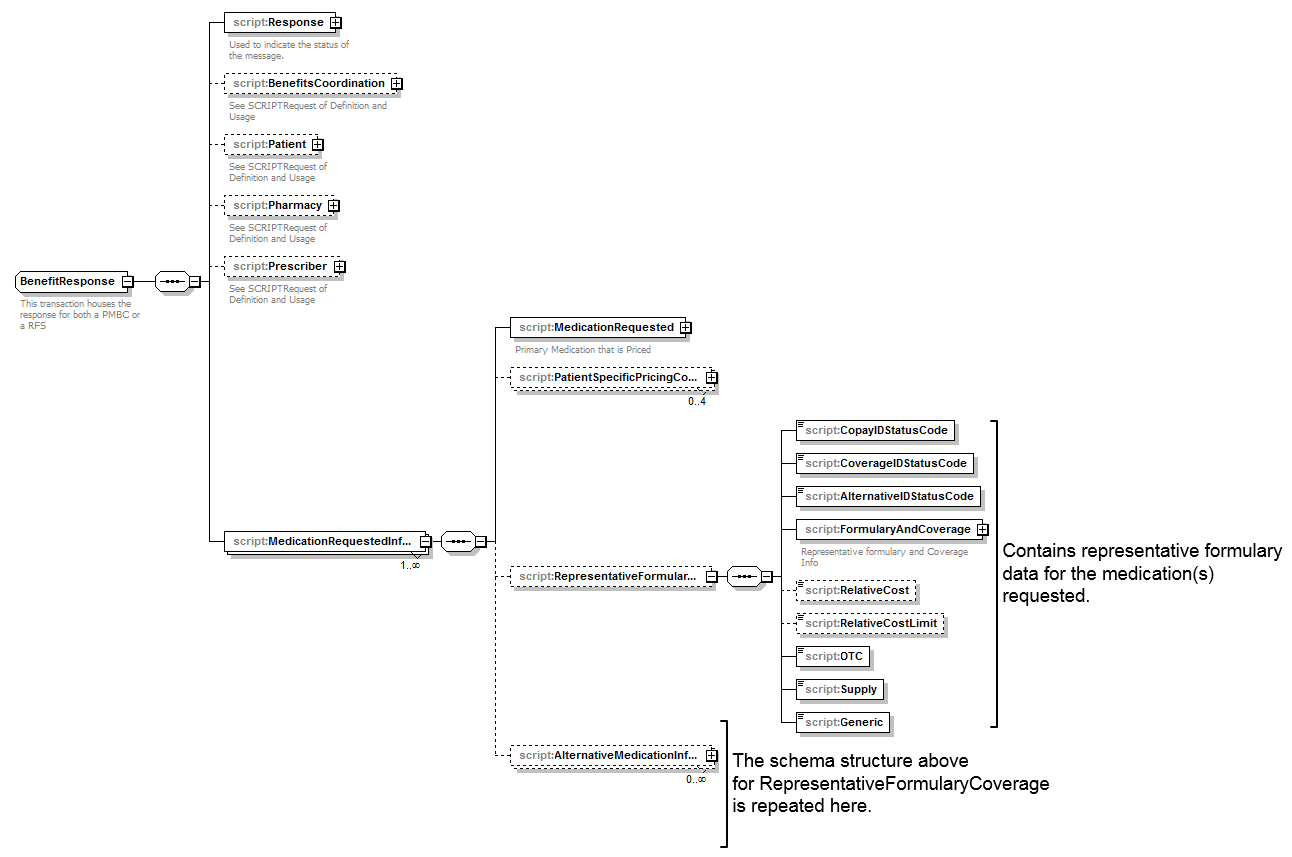 script:Response
Used to indicate the status of
the message.
script:BenefitsCoordination
See SCRIPTRequest of Definition and
Usage
script:Patient
See SCRIPTRequest of
Definition and Usage
script:Pharmacy
See SCRIPTRequest of
Definition and Usage
script:Prescriber
See SCRIPTRequest of
Definition and Usage
BenefitResponse
This transaction houses the
response for both a PMBC or
a RFS
script:MedicationRequestedInf...
1..∞
script:MedicationRequested
Primary Medication that is Priced
script:PatientSpecificPricingCo...
0..4
script:RepresentativeFormular...
script:CopayIDStatusCode
script:CoverageIDStatusCode
script:AlternativeIDStatusCode
script:FormularyAndCoverage
Representative formulary and Coverage
Info
script:RelativeCost
script:RelativeCostLimit
script:OTC
script:Supply
script:Generic
Contains representative formulary
data for the medication(s)
requested.
script:AlternativeMedicationInf...
0..∞
The schema structure above
for RepresentativeFormularyCoverage
is repeated here.